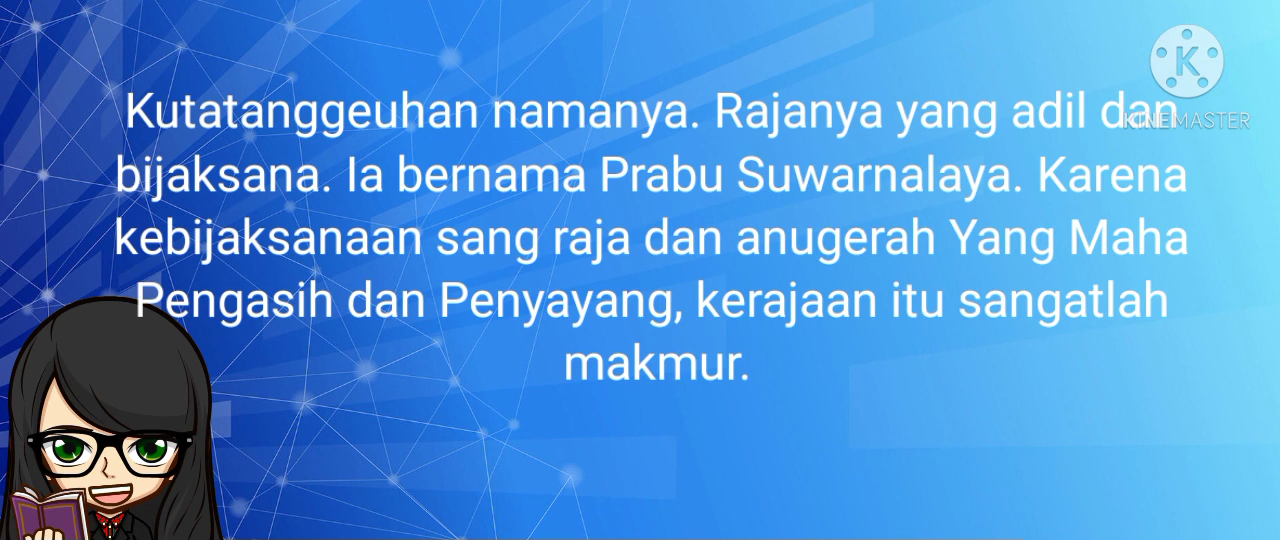 Kutatanggeuhan namanya. Rajanya yang adil dan
bijaksana. Ia bernama Prabu Suwarnalaya. Karena
kebijaksanaan sang raja dan anugerah Yang Maha
Pengasih dan Penyayang, kerajaan itu sangatlah
makmur.
K
KINEMASTER